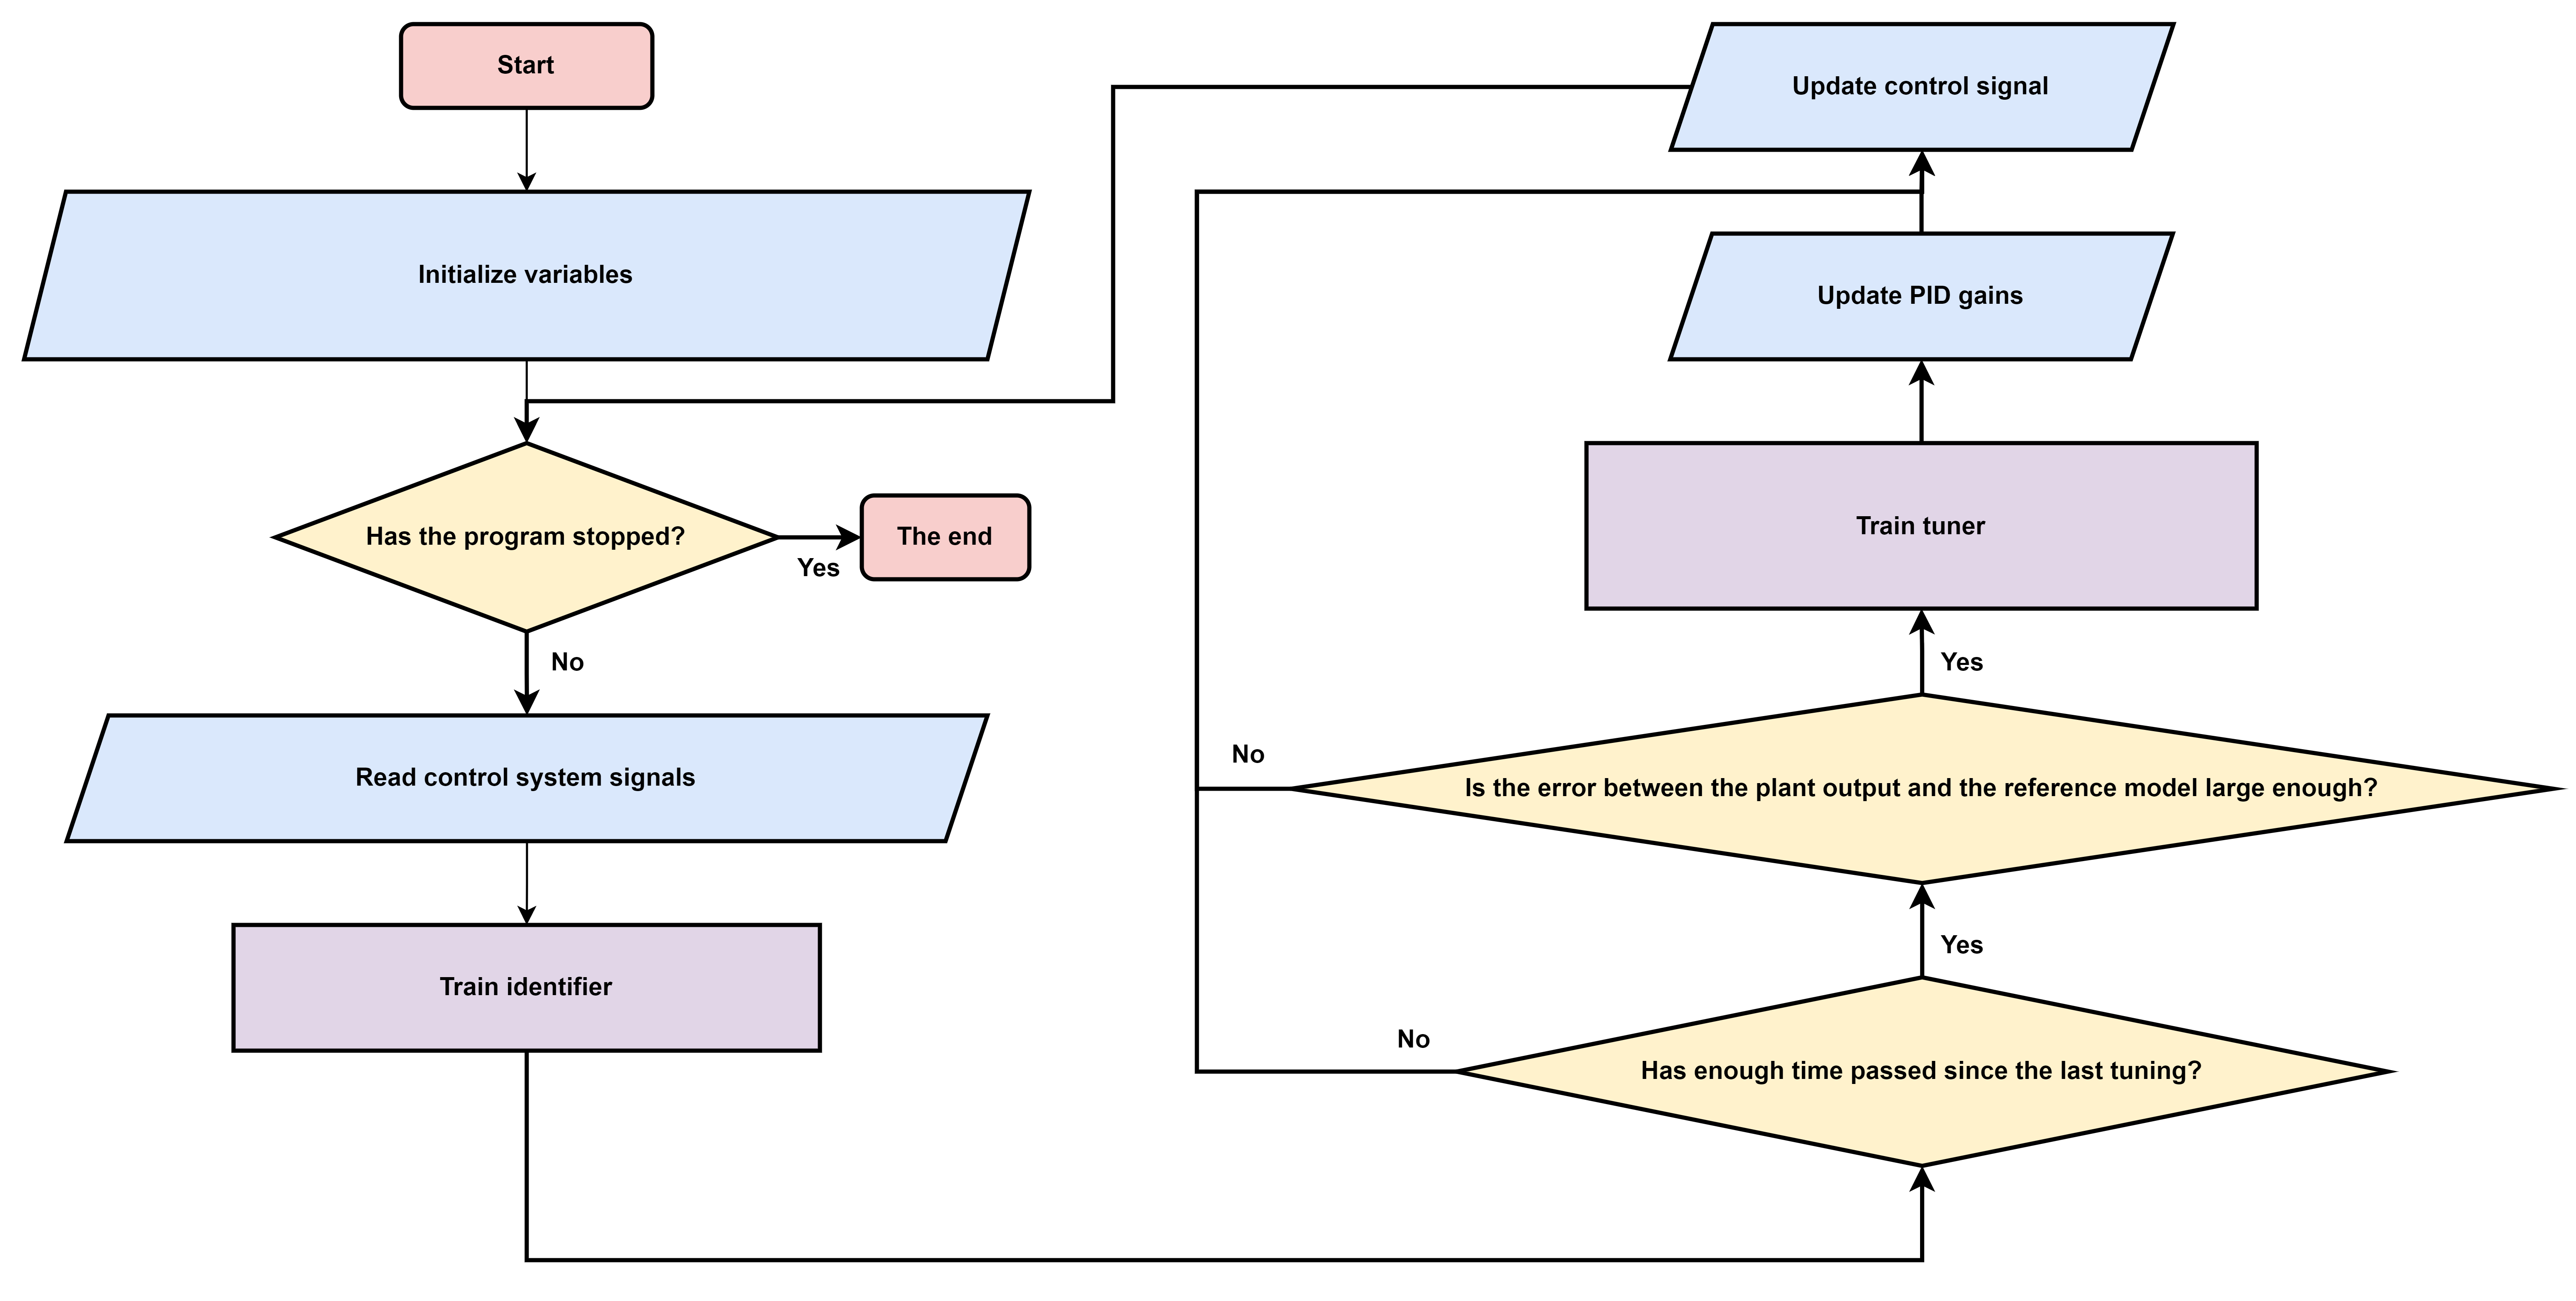 Start
Initialize variables
Has the program stopped?
Yes
The end
No
Read control system signals
Train identifier
Has enough time passed since the last tuning?
No
Yes
Is the error between the plant output and the reference model large enough?
No
Yes
Train tuner
Update PID gains
Update control signal